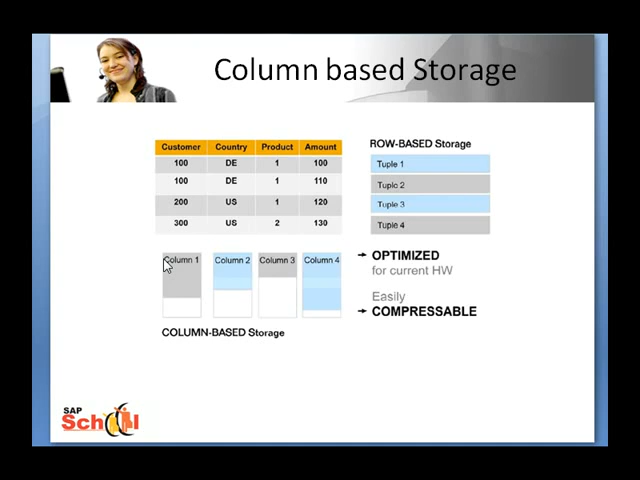 Column based Storage
Customer Country Product Amount
100 DE 1 100
100 DE 1 110
200 US 1 120
300 US 2 130
ROW-BASED Storage
Tuple 1
Tuple 2
Tuple 3
Tuple 4
Column 1 Column 2 Column 3 Column 4
COLUMN-BASED Storage
OPTIMIZED
for current HW
Easily
COMPRESSABLE
SAP
School